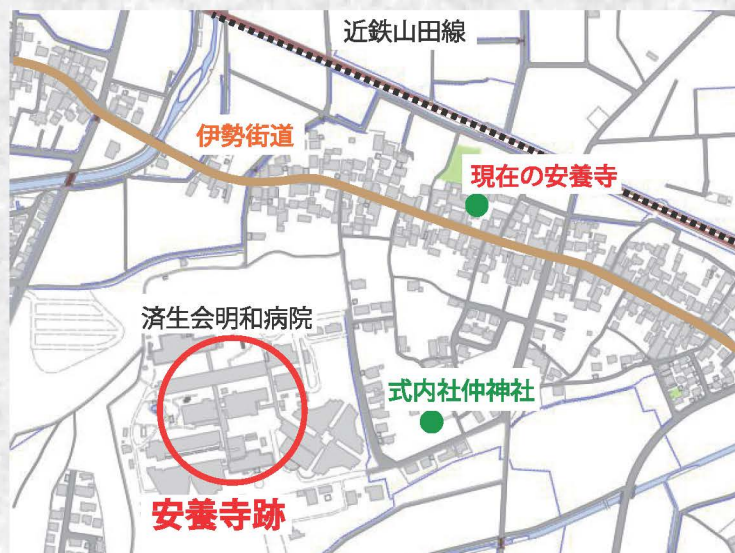 近鉄山田線
伊勢街道
現在の安養寺
済生会明和病院
式内社仲神社
安養寺跡